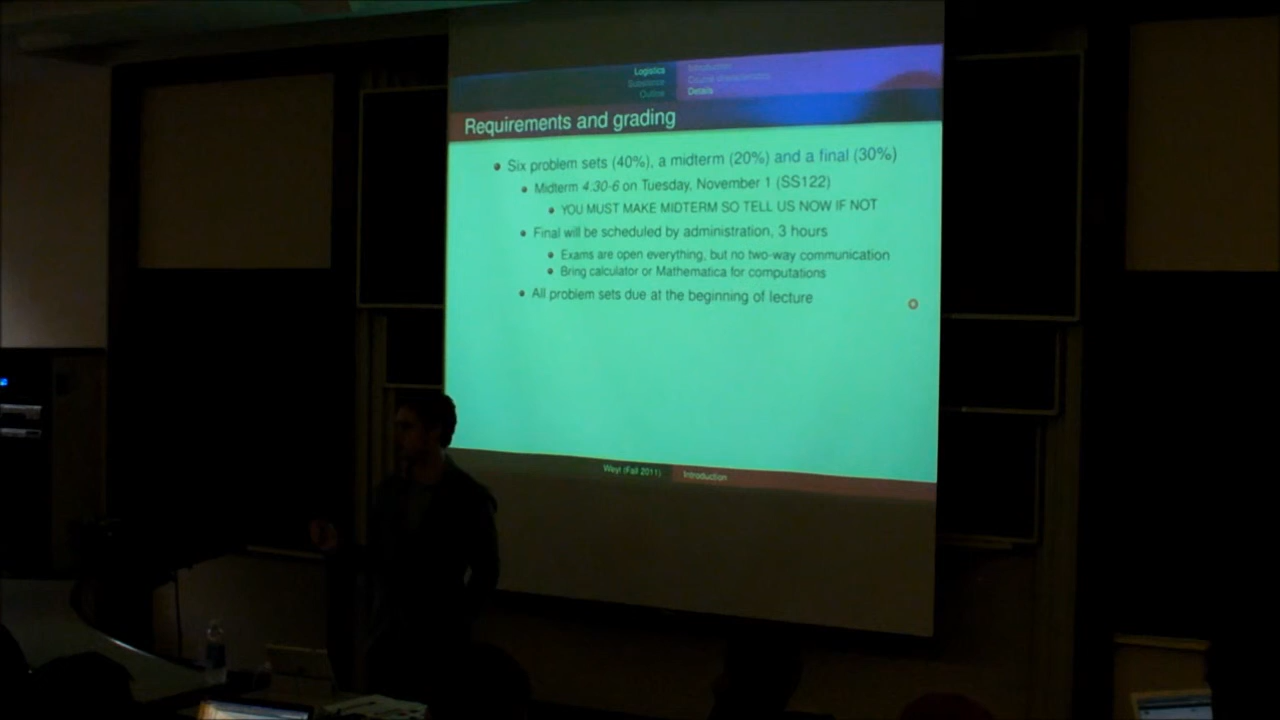 Logistics
Substance
Outline
Introduction
Course characteristics
Details
Requirements and grading
Six problem sets (40%), a midterm (20%) and a final (30%)
Midterm 4:30-6 on Tuesday, November 1 (SS122)
YOU MUST MAKE MIDTERM SO TELL US NOW IF NOT
Final will be scheduled by administration, 3 hours
Exams are open everything, but no two-way communication
Bring calculator or Mathematica for computations
All problem sets due at the beginning of lecture
Weyl (Fall 2011)
Introduction